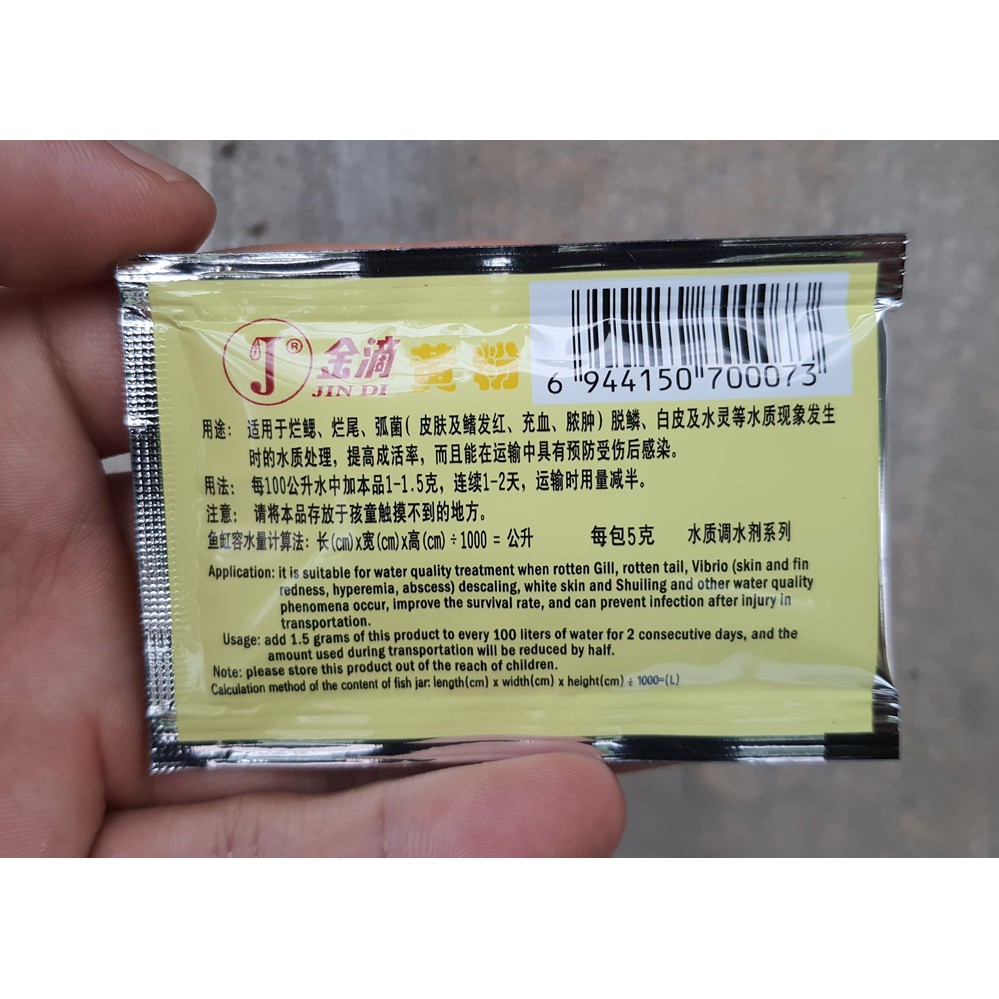 J®
金滴 黄粉
JIN DI
6 944150 700073
用途： 适用于烂鳃、烂尾、弧菌( 皮肤及鳍发红、充血、脓肿）脱鳞、白皮及水灵等水质现象发生
时的水质处理，提高成活率，而且能在运输中具有预防受伤后感染。
用法： 每100公升水中加本品1-1.5克，连续1-2天，运输时用量减半。
注意： 请将本品存放于孩童触摸不到的地方。
鱼缸容水量计算法：长(cm)x宽(cm)x高(cm)÷1000 = 公升 每包5克 水质调水剂系列
Application: it is suitable for water quality treatment when rotten Gill, rotten tail, Vibrio (skin and fin
redness, hyperemia, abscess) descaling, white skin and Shuiling and other water quality
phenomena occur, improve the survival rate, and can prevent infection after injury in
transportation.
Usage: add 1.5 grams of this product to every 100 liters of water for 2 consecutive days, and the
amount used during transportation will be reduced by half.
Note: please store this product out of the reach of children.
Calculation method of the content of fish jar: length(cm) x width(cm) x height(cm) ÷ 1000=(L)